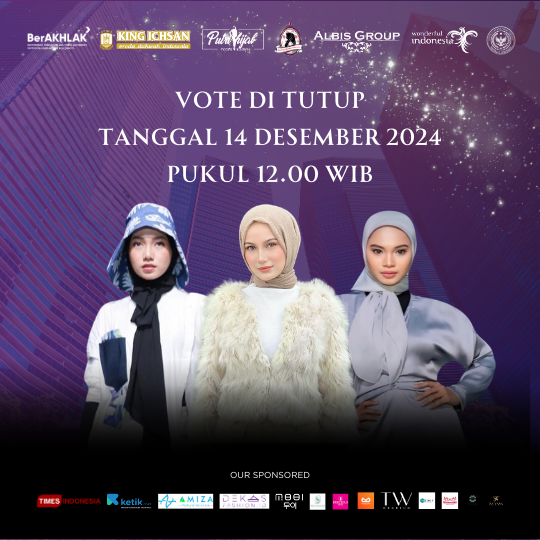 BerAKHLAK
KING ICHSAN
Putri Hijab
ALBIS GROUP
wonderful
indonesia
VOTE DI TUTUP
TANGGAL 14 DESEMBER 2024
PUKUL 12.00 WIB
OUR SPONSORED
TIMES INDONESIA
ketik
AMIZA
DEKA'S
FASHION
TW